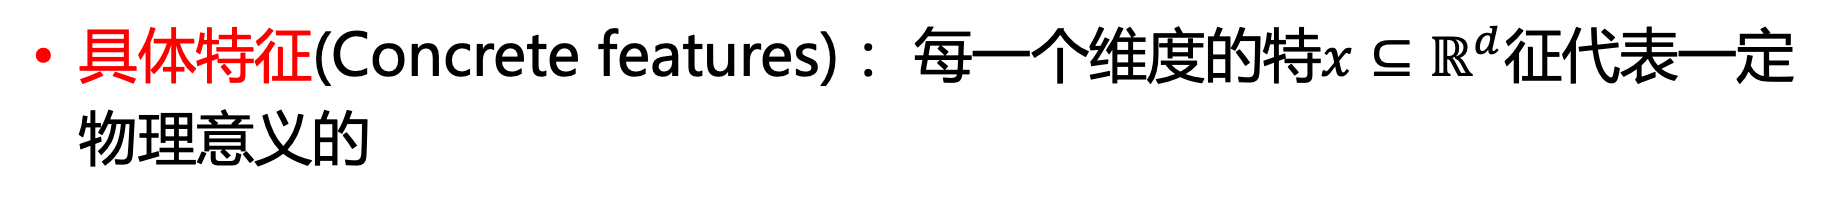 • 具体特征(Concrete features)： 每一个维度的特𝑥 ⊆ ℝ^𝑑征代表一定
物理意义的